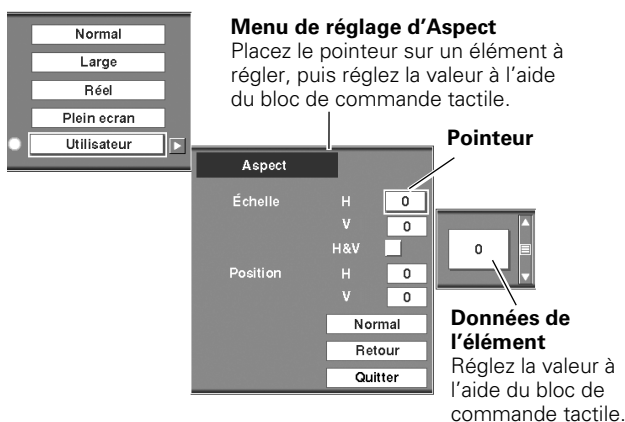 Normal
Large
Réel
Plein ecran
Utilisateur
Menu de réglage d'Aspect
Placez le pointeur sur un élément à
régler, puis réglez la valeur à l'aide
du bloc de commande tactile.
Pointeur
Aspect
Échelle H 0
V 0
H&V
Position H 0
V 0
Normal
Retour
Quitter
0
Données de
l'élément
Réglez la valeur à
l'aide du bloc de
commande tactile.